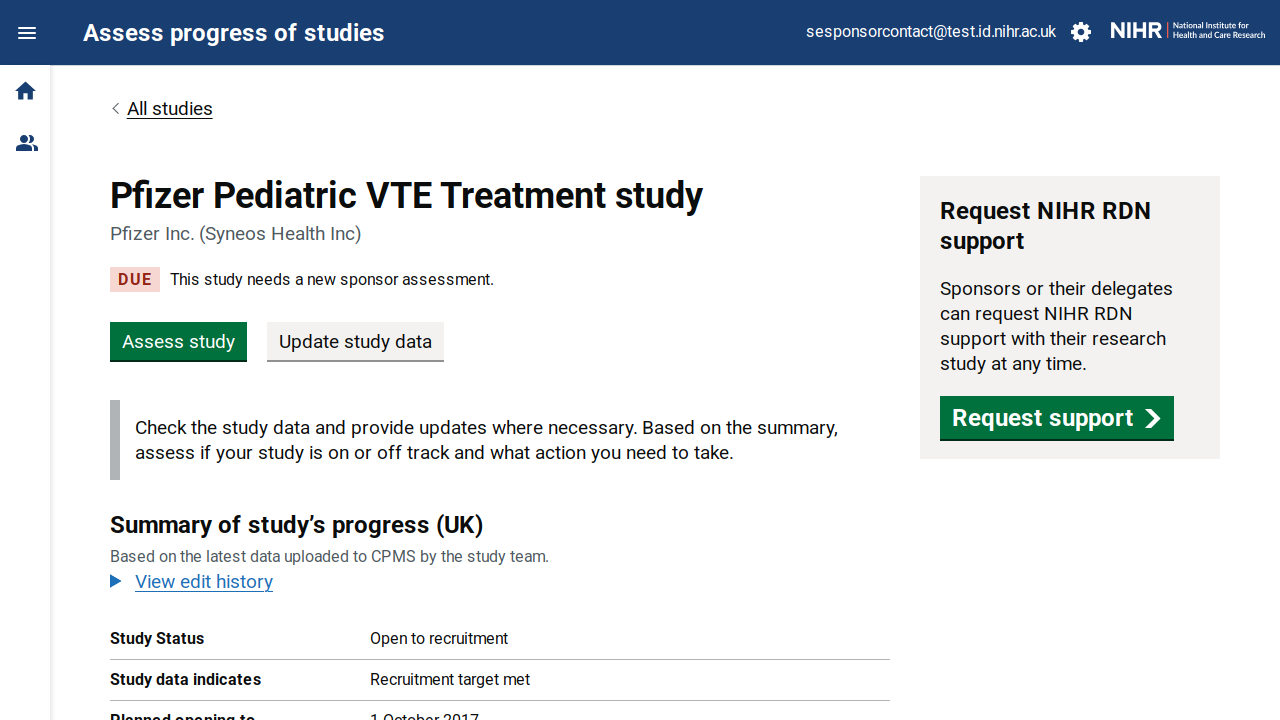 Assess progress of studies
sesponsorcontact@test.id.nihr.ac.uk
NIHR | National Institute for
Health and Care Research
All studies
Pfizer Pediatric VTE Treatment study
Pfizer Inc. (Syneos Health Inc)
DUE This study needs a new sponsor assessment.
Assess study
Update study data
Check the study data and provide updates where necessary. Based on the summary,
assess if your study is on or off track and what action you need to take.
Summary of study’s progress (UK)
Based on the latest data uploaded to CPMS by the study team.
View edit history
Study Status Open to recruitment
Study data indicates Recruitment target met
Planned opening to 1 October 2017
Request NIHR RDN
support
Sponsors or their delegates
can request NIHR RDN
support with their research
study at any time.
Request support